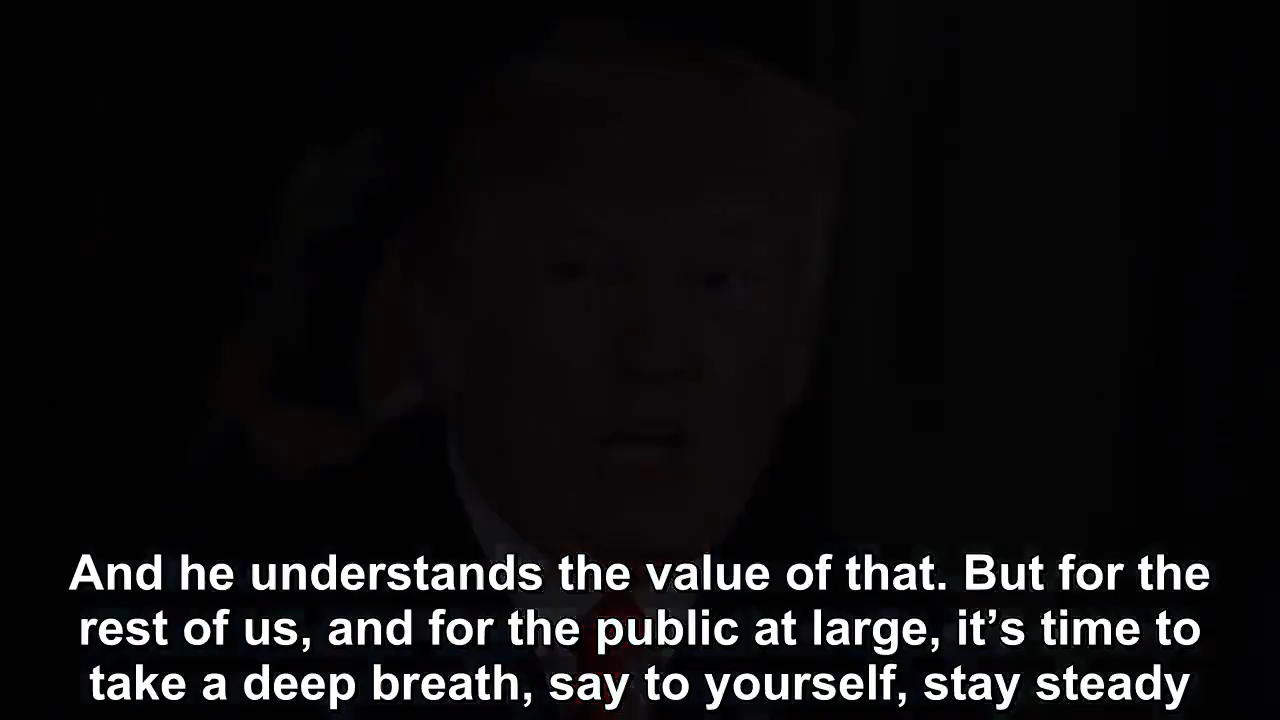 And he understands the value of that. But for the
rest of us, and for the public at large, it’s time to
take a deep breath, say to yourself, stay steady